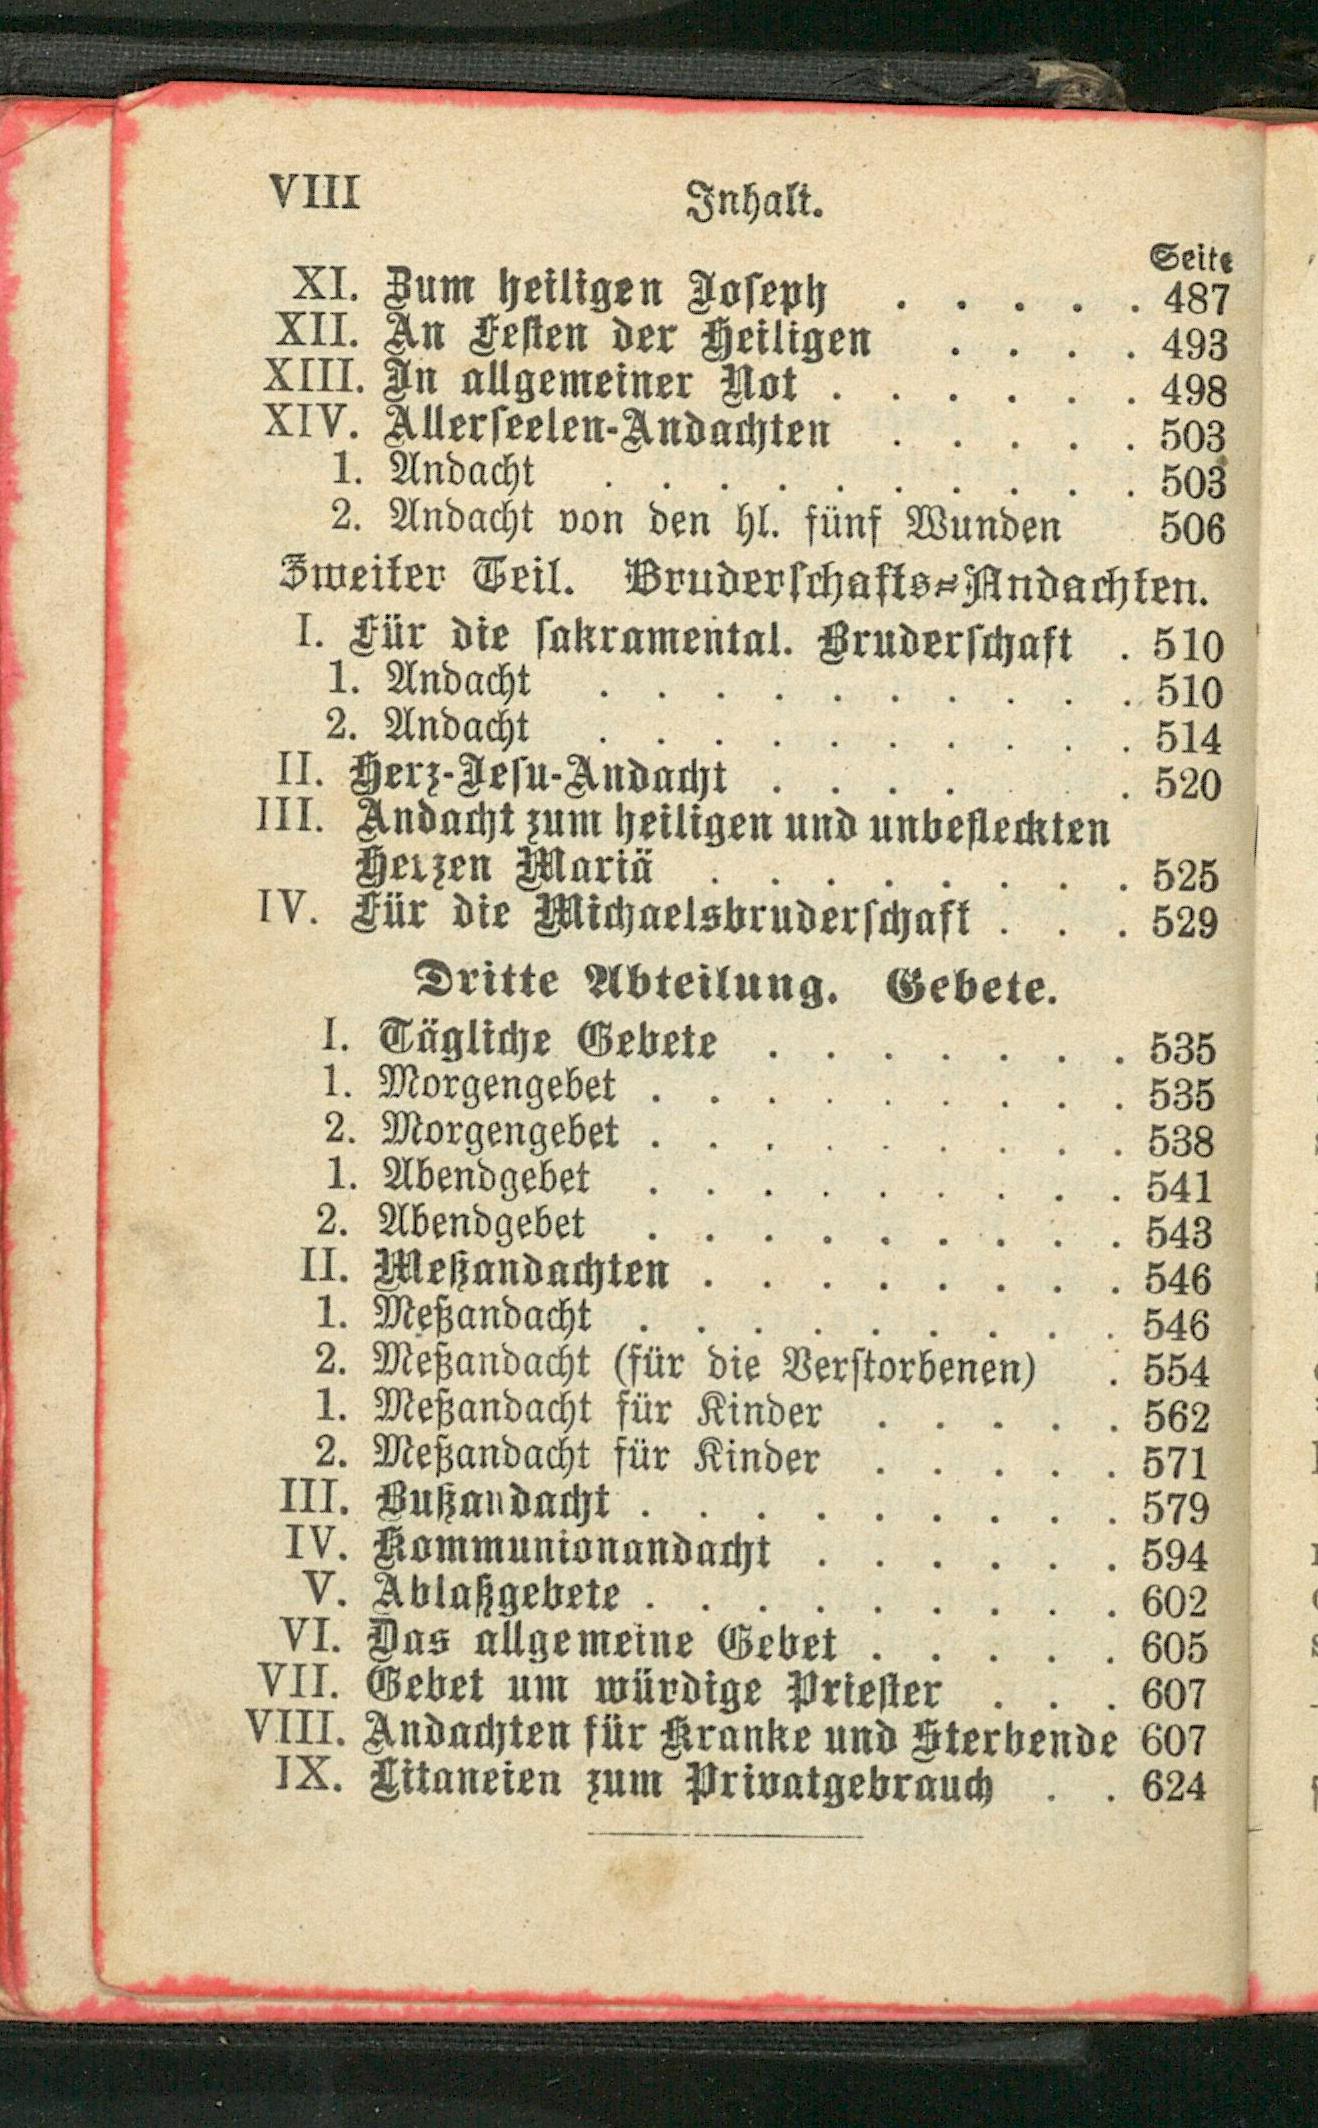 VIII Inhalt.
Seite
XI. Zum heiligen Joseph . . . . . 487
XII. An Festen der Heiligen . . . . 493
XIII. In allgemeiner Not . . . . . . 498
XIV. Allerseelen-Andachten . . . . . 503
1. Andacht . . . . . . . . . . 503
2. Andacht von den hl. fünf Wunden 506
Zweiter Teil. Bruderschafts-Andachten.
I. Für die sakramental. Bruderschaft . 510
1. Andacht . . . . . . . . . . 510
2. Andacht . . . . . . . . . . 514
II. Herz-Jesu-Andacht . . . . . 520
III. Andacht zum heiligen und unbefleckten
Herzen Mariä . . . . . . . . 525
IV. Für die Michaelsbruderschaft . . . 529
Dritte Abteilung. Gebete.
I. Tägliche Gebete . . . . . . . 535
1. Morgengebet . . . . . . . . . 535
2. Morgengebet . . . . . . . . . 538
1. Abendgebet . . . . . . . . . 541
2. Abendgebet . . . . . . . . . 543
II. Meßandachten . . . . . . . . 546
1. Meßandacht . . . . . . . . . 546
2. Meßandacht (für die Verstorbenen) . 554
1. Meßandacht für Kinder . . . . . 562
2. Meßandacht für Kinder . . . . . 571
III. Bußandacht . . . . . . . . . 579
IV. Kommunionandacht . . . . . . 594
V. Ablaßgebete . . . . . . . . . 602
VI. Das allgemeine Gebet . . . . . 605
VII. Gebet um würdige Priester . . . 607
VIII. Andachten für Kranke und Sterbende 607
IX. Litaneien zum Privatgebrauch . . 624